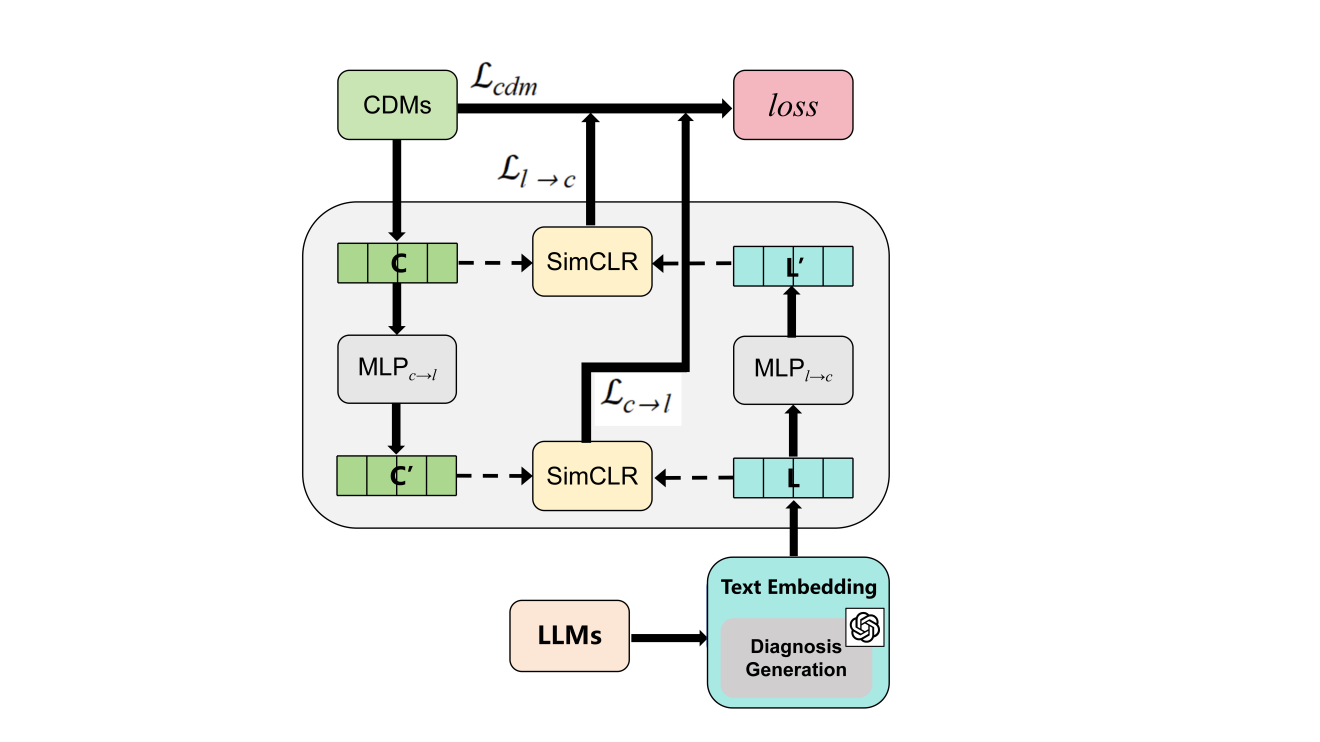 CDMs
ℒcdm
loss
ℒl → c
C
SimCLR
L’
MLPc→l
MLPl→c
ℒc → l
C’
SimCLR
L
Text Embedding
LLMs
Diagnosis
Generation